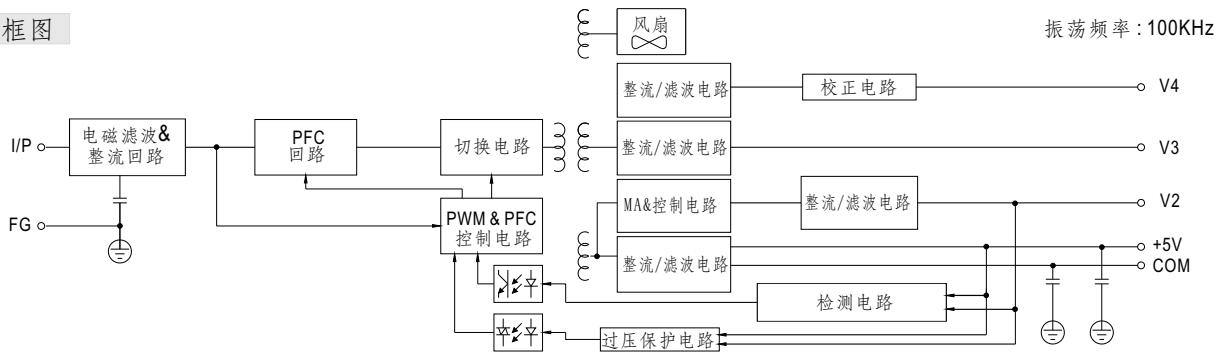 框图
风扇
振荡频率:100KHz
整流/滤波电路
校正电路
V4
I/P
电磁滤波&
整流回路
PFC
回路
切换电路
整流/滤波电路
V3
MA&控制电路
整流/滤波电路
V2
FG
PWM & PFC
控制电路
整流/滤波电路
+5V
COM
检测电路
过压保护电路